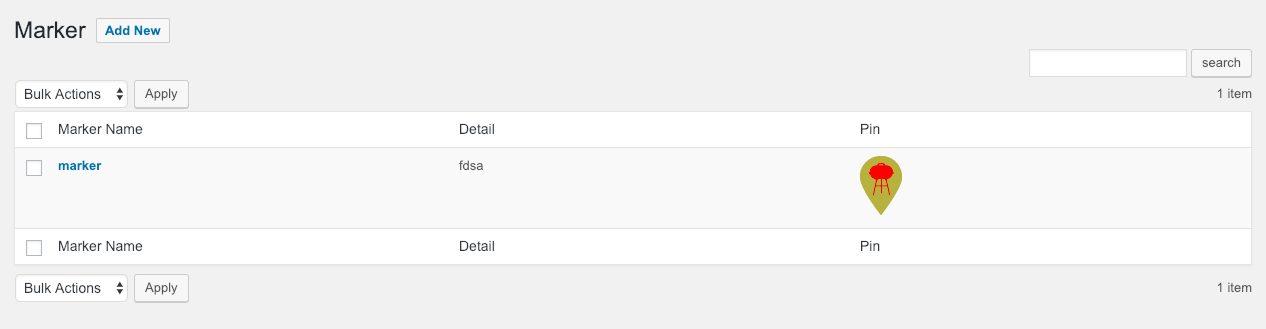 Marker Add New
search
Bulk Actions Apply 1 item
Marker Name Detail Pin
marker fdsa
Marker Name Detail Pin
Bulk Actions Apply 1 item